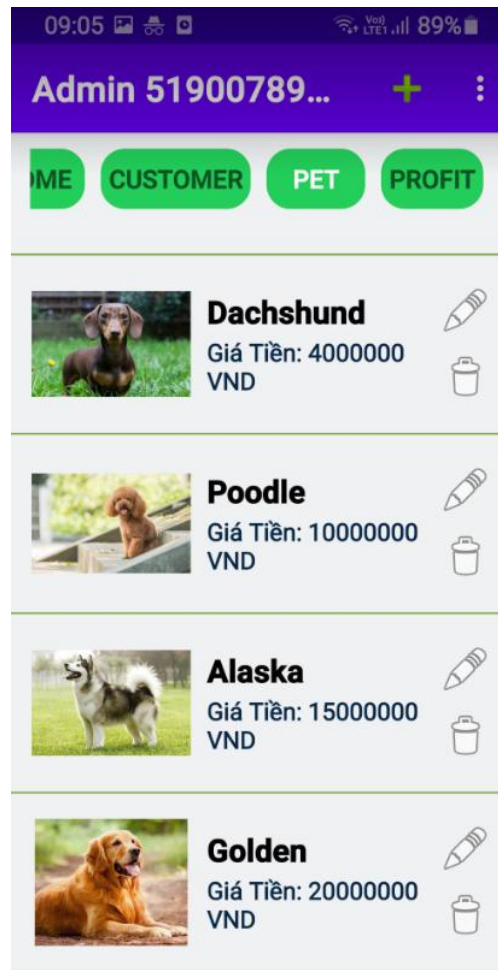 09:05 89%
Admin 51900789...
OME CUSTOMER PET PROFIT
Dachshund
Giá Tiền: 4000000
VND
Poodle
Giá Tiền: 10000000
VND
Alaska
Giá Tiền: 15000000
VND
Golden
Giá Tiền: 20000000
VND